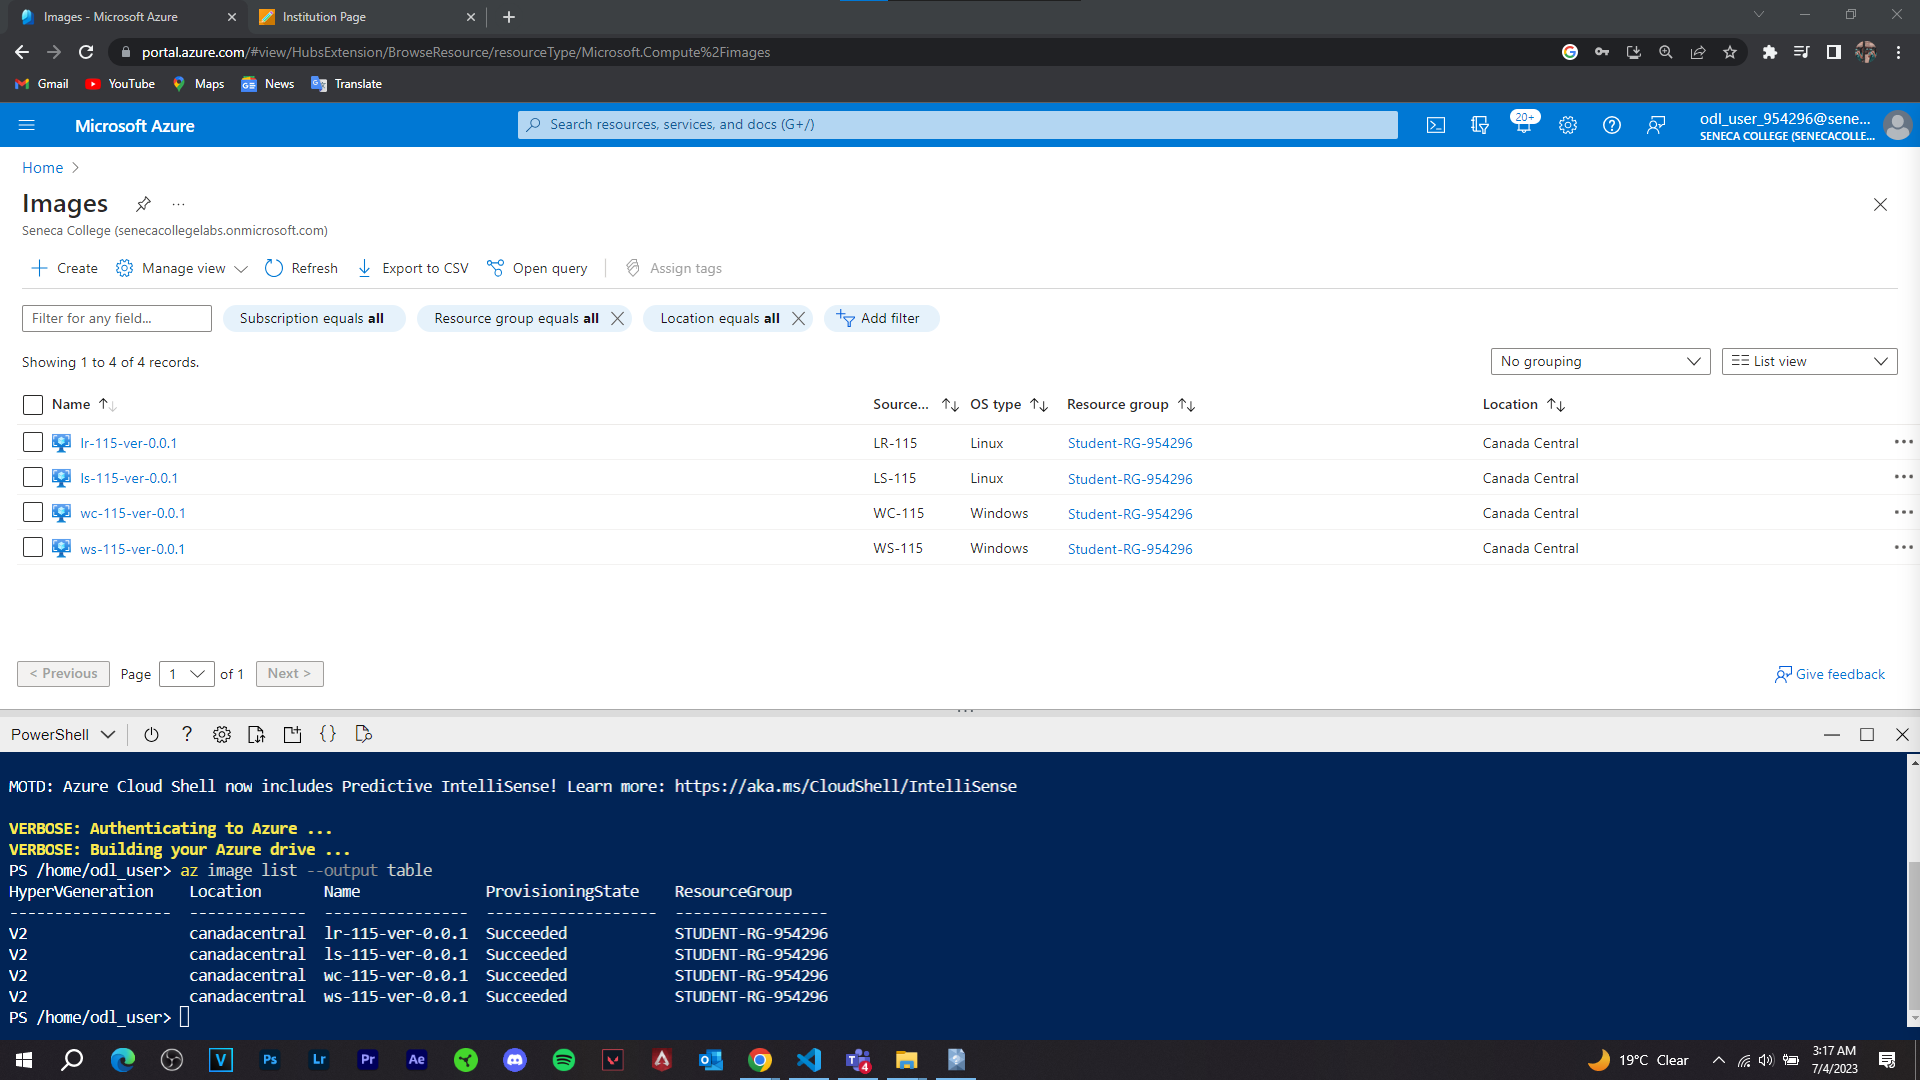 Images - Microsoft Azure
Institution Page
portal.azure.com/#view/HubsExtension/BrowseResource/resourceType/Microsoft.Compute%2Fimages
Gmail YouTube Maps News Translate
Microsoft Azure
Search resources, services, and docs (G+/)
20+
odl_user_954296@sene...
SENECA COLLEGE (SENECACOLLE...
Home
Images
Seneca College (senecacollegelabs.onmicrosoft.com)
Create Manage view Refresh Export to CSV Open query Assign tags
Filter for any field... Subscription equals all Resource group equals all Location equals all Add filter
Showing 1 to 4 of 4 records.
No grouping List view
Name Source... OS type Resource group Location
lr-115-ver-0.0.1 LR-115 Linux Student-RG-954296 Canada Central
ls-115-ver-0.0.1 LS-115 Linux Student-RG-954296 Canada Central
wc-115-ver-0.0.1 WC-115 Windows Student-RG-954296 Canada Central
ws-115-ver-0.0.1 WS-115 Windows Student-RG-954296 Canada Central
< Previous Page 1 of 1 Next > Give feedback
PowerShell
MOTD: Azure Cloud Shell now includes Predictive IntelliSense! Learn more: https://aka.ms/CloudShell/IntelliSense
VERBOSE: Authenticating to Azure ...
VERBOSE: Building your Azure drive ...
PS /home/odl_user> az image list --output table
HyperVGeneration Location Name ProvisioningState ResourceGroup
------------------ ------------- ---------------- ------------------- -----------------
V2 canadacentral lr-115-ver-0.0.1 Succeeded STUDENT-RG-954296
V2 canadacentral ls-115-ver-0.0.1 Succeeded STUDENT-RG-954296
V2 canadacentral wc-115-ver-0.0.1 Succeeded STUDENT-RG-954296
V2 canadacentral ws-115-ver-0.0.1 Succeeded STUDENT-RG-954296
PS /home/odl_user>
V Ps Lr Pr Ae 4
19°C Clear
3:17 AM
7/4/2023